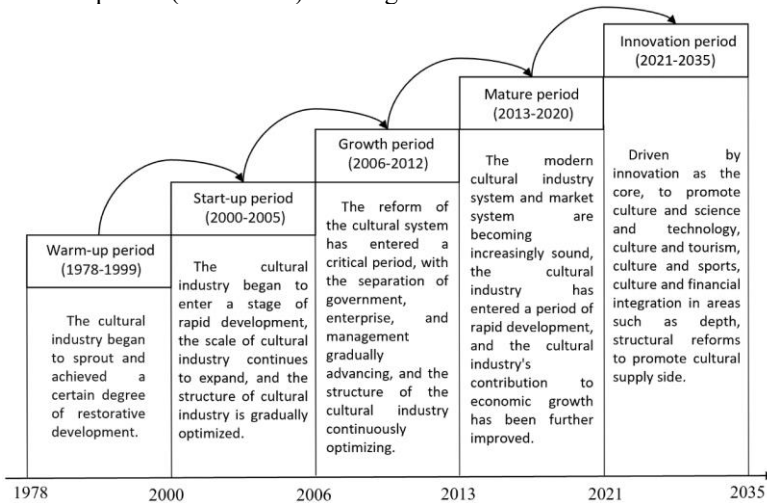 Innovation period
(2021-2035)
Mature period
(2013-2020)
Growth period
(2006-2012)
Start-up period
(2000-2005)
Warm-up period
(1978-1999)
The cultural
industry began
to sprout and
achieved a
certain degree
of restorative
development.
The cultural
industry began to
enter a stage of
rapid development,
the scale of cultural
industry continues
to expand, and the
structure of cultural
industry is gradually
optimized.
The reform of
the cultural system
has entered a
critical period, with
the separation of
government,
enterprise, and
management
gradually
advancing, and the
structure of the
cultural industry
continuously
optimizing.
The modern
cultural industry
system and market
system are
becoming
increasingly sound,
the cultural
industry has
entered a period of
rapid development,
and the cultural
industry's
contribution to
economic growth
has been further
improved.
Driven by
innovation as the
core, to promote
culture and science
and technology,
culture and tourism,
culture and sports,
culture and financial
integration in areas
such as depth,
structural reforms
to promote cultural
supply side.
1978 2000 2006 2013 2021 2035